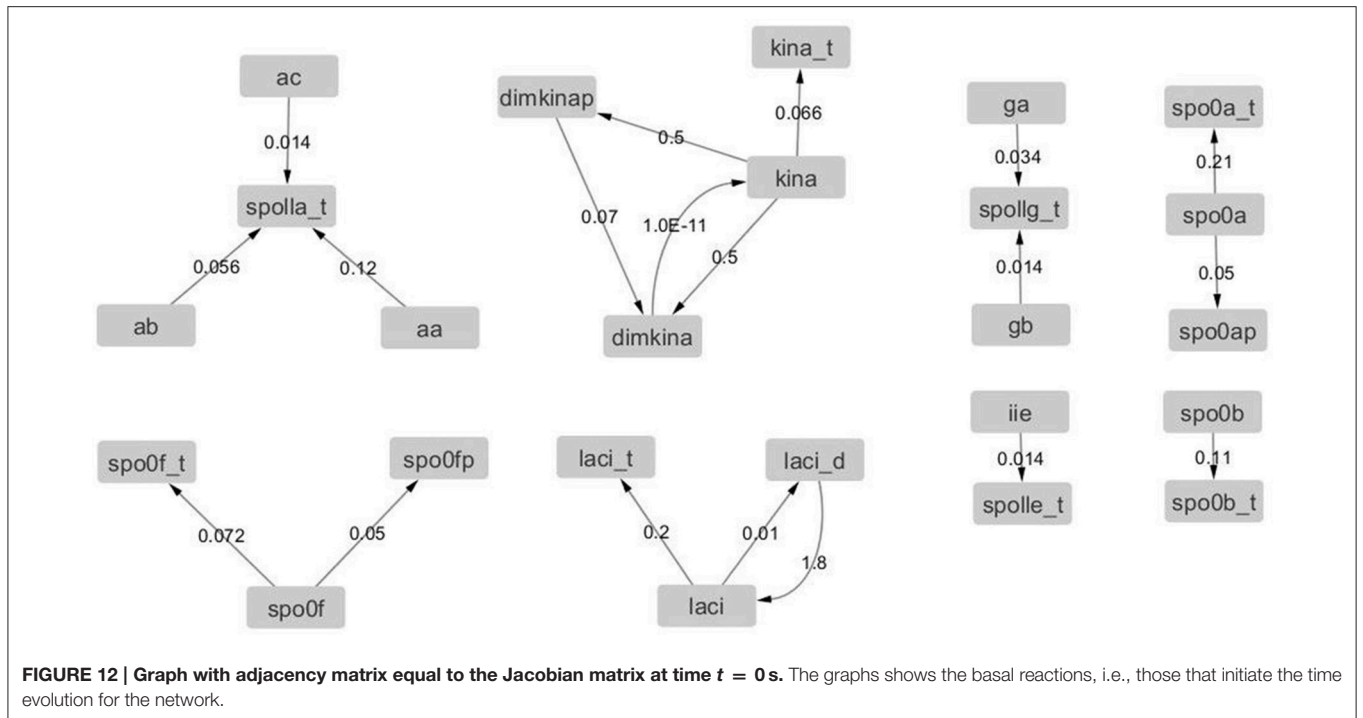 ac
0.014
spolla_t
0.056
0.12
ab
aa
kina_t
dimkinap
0.066
0.5
kina
0.07
1.0E-11
0.5
dimkina
ga
0.034
spollg_t
0.014
gb
spo0a_t
0.21
spo0a
0.05
spo0ap
spo0f_t
spo0fp
0.072
0.05
spo0f
laci_t
laci_d
0.2
0.01
1.8
laci
iie
0.014
spolle_t
spo0b
0.11
spo0b_t
FIGURE 12 | Graph with adjacency matrix equal to the Jacobian matrix at time t = 0 s. The graphs shows the basal reactions, i.e., those that initiate the time
evolution for the network.